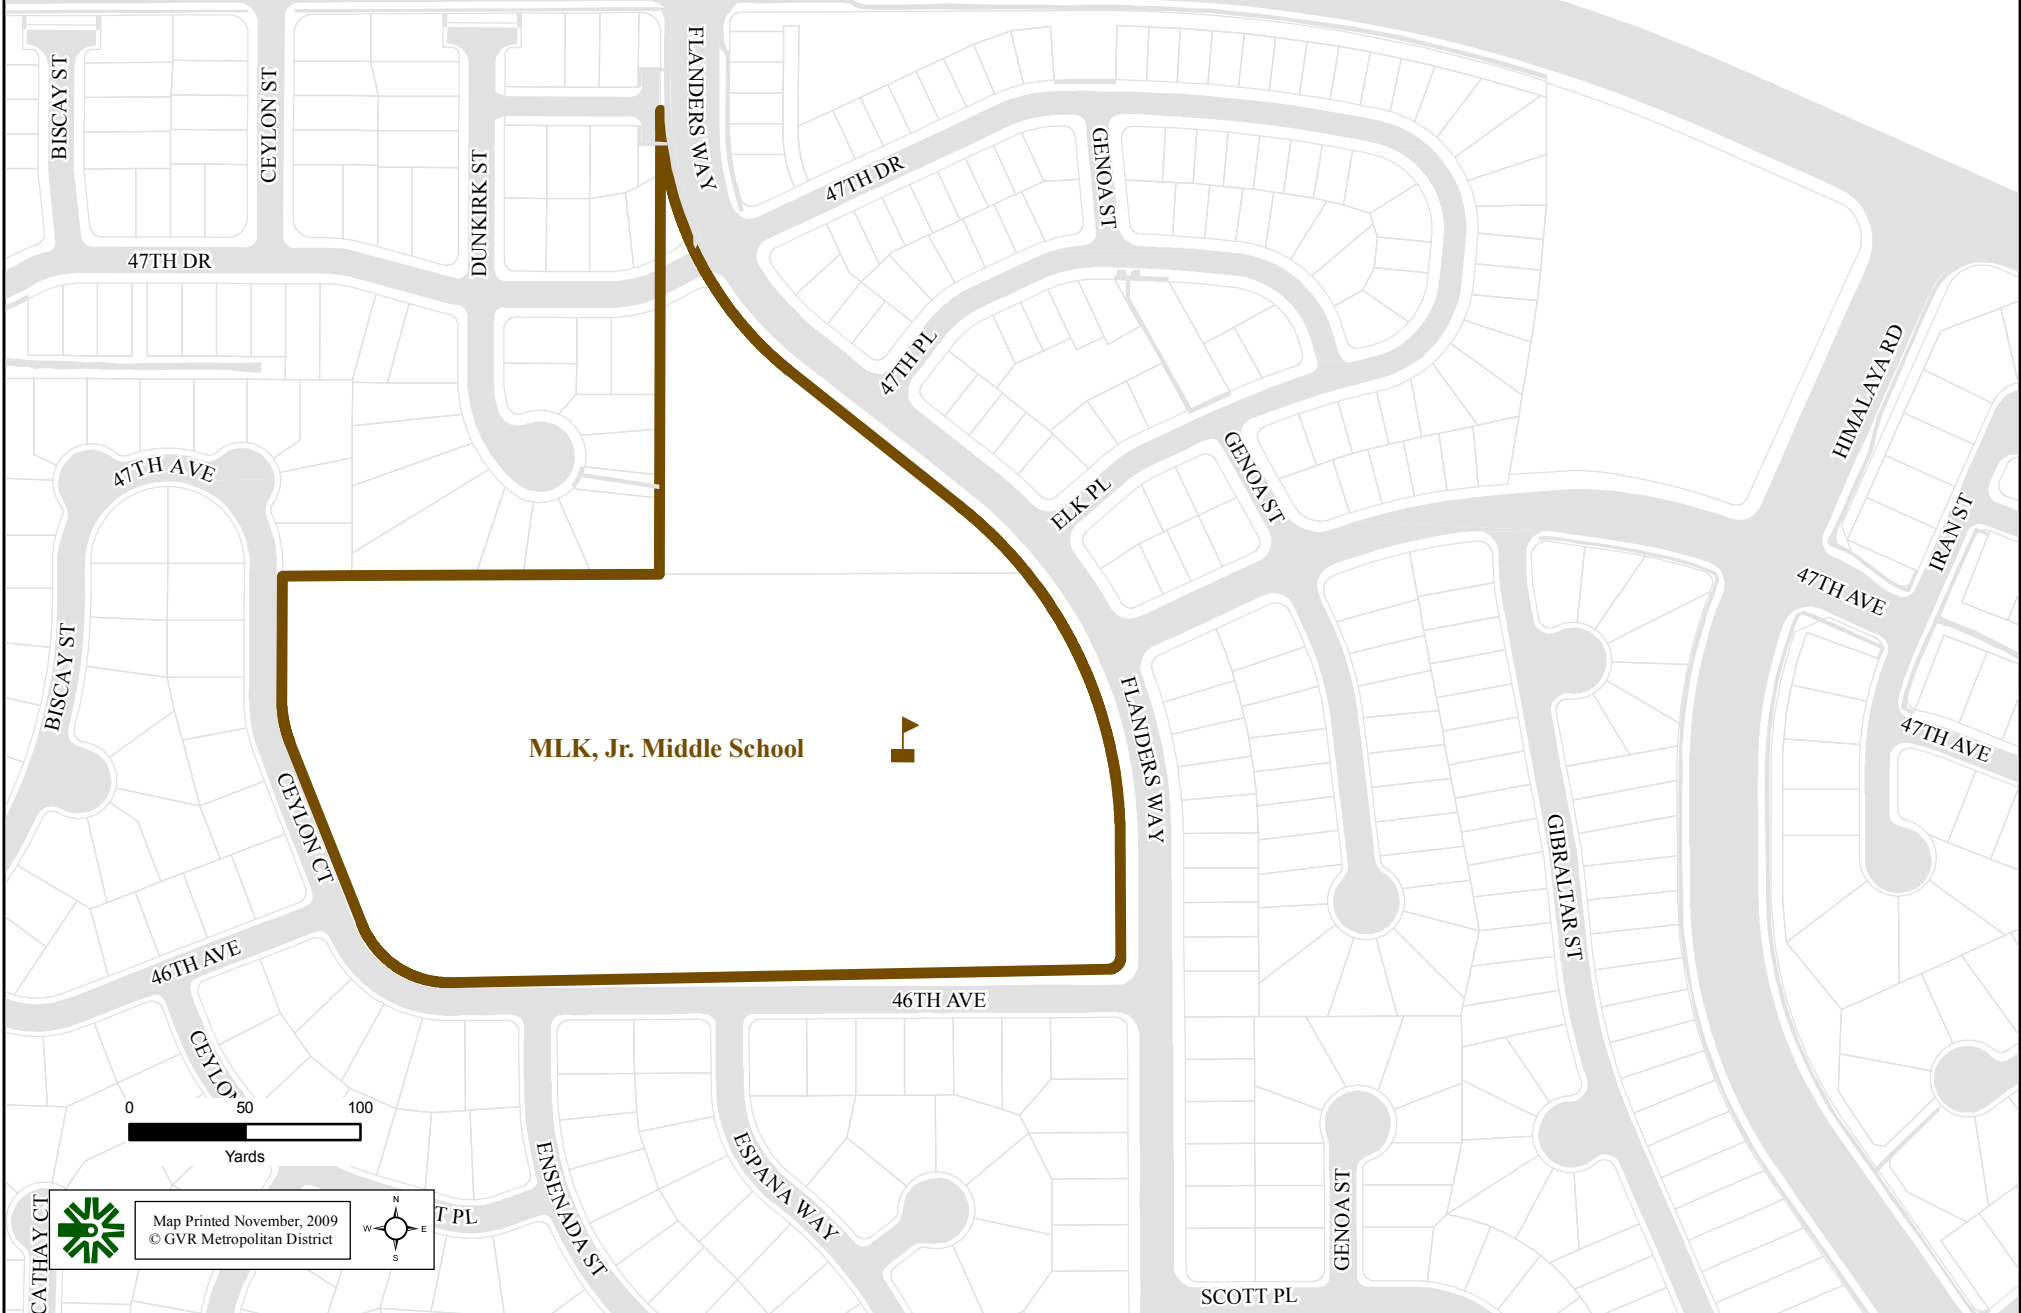 FLANDERS WAY
BISCAY ST
CEYLON ST
DUNKIRK ST
47TH DR
GENOA ST
47TH DR
47TH PL
HIMALAYA RD
47TH AVE
GENOA ST
ELK PL
IRAN ST
47TH AVE
BISCAY ST
FLANDERS WAY
47TH AVE
MLK, Jr. Middle School
CEYLON CT
GIBRALTAR ST
46TH AVE
46TH AVE
CEYLON
0 50 100
Yards
ENSENADA ST
ESPANA WAY
GENOA ST
CATHAY CT
T PL
Map Printed November, 2009
© GVR Metropolitan District
N
W E
S
SCOTT PL